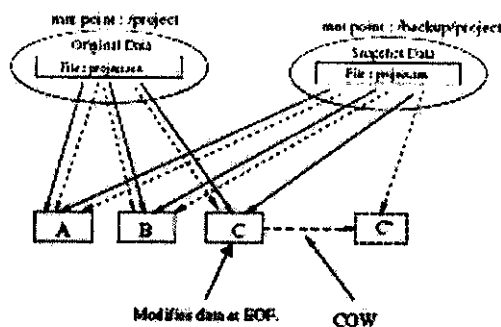 mnt point : /project
mnt point : /backup/project
Original Data
Snapshot Data
File :
File :
A
B
C
C'
Modifies data at EOF.
COW